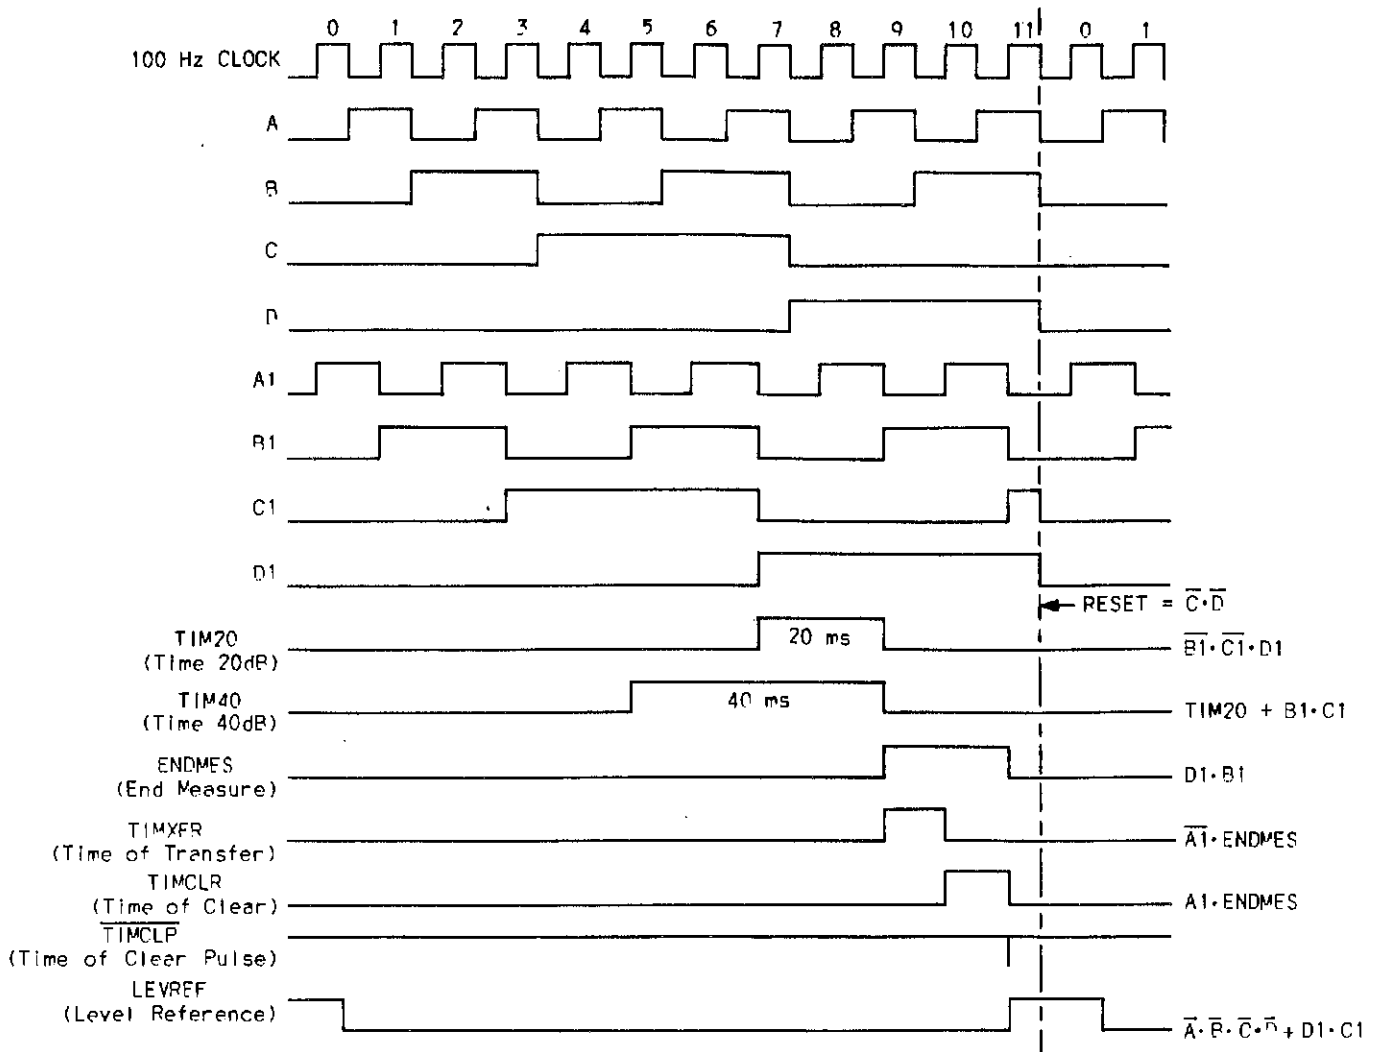 0 1 2 3 4 5 6 7 8 9 10 11 0 1
100 Hz CLOCK
A
B
C
D
A1
B1
C1
D1
RESET = C̅·D̅
TIM20
(Time 20dB)
20 ms
B̅1̅·C̅1̅·D1
TIM40
(Time 40dB)
40 ms
TIM20 + B1·C1
ENDMES
(End Measure)
D1·B1
TIMXFR
(Time of Transfer)
A̅1̅·ENDMES
TIMCLR
(Time of Clear)
A1·ENDMES
T̅I̅M̅C̅L̅P̅
(Time of Clear Pulse)
LEVREF
(Level Reference)
A̅·B̅·C̅·D̅ + D1·C1